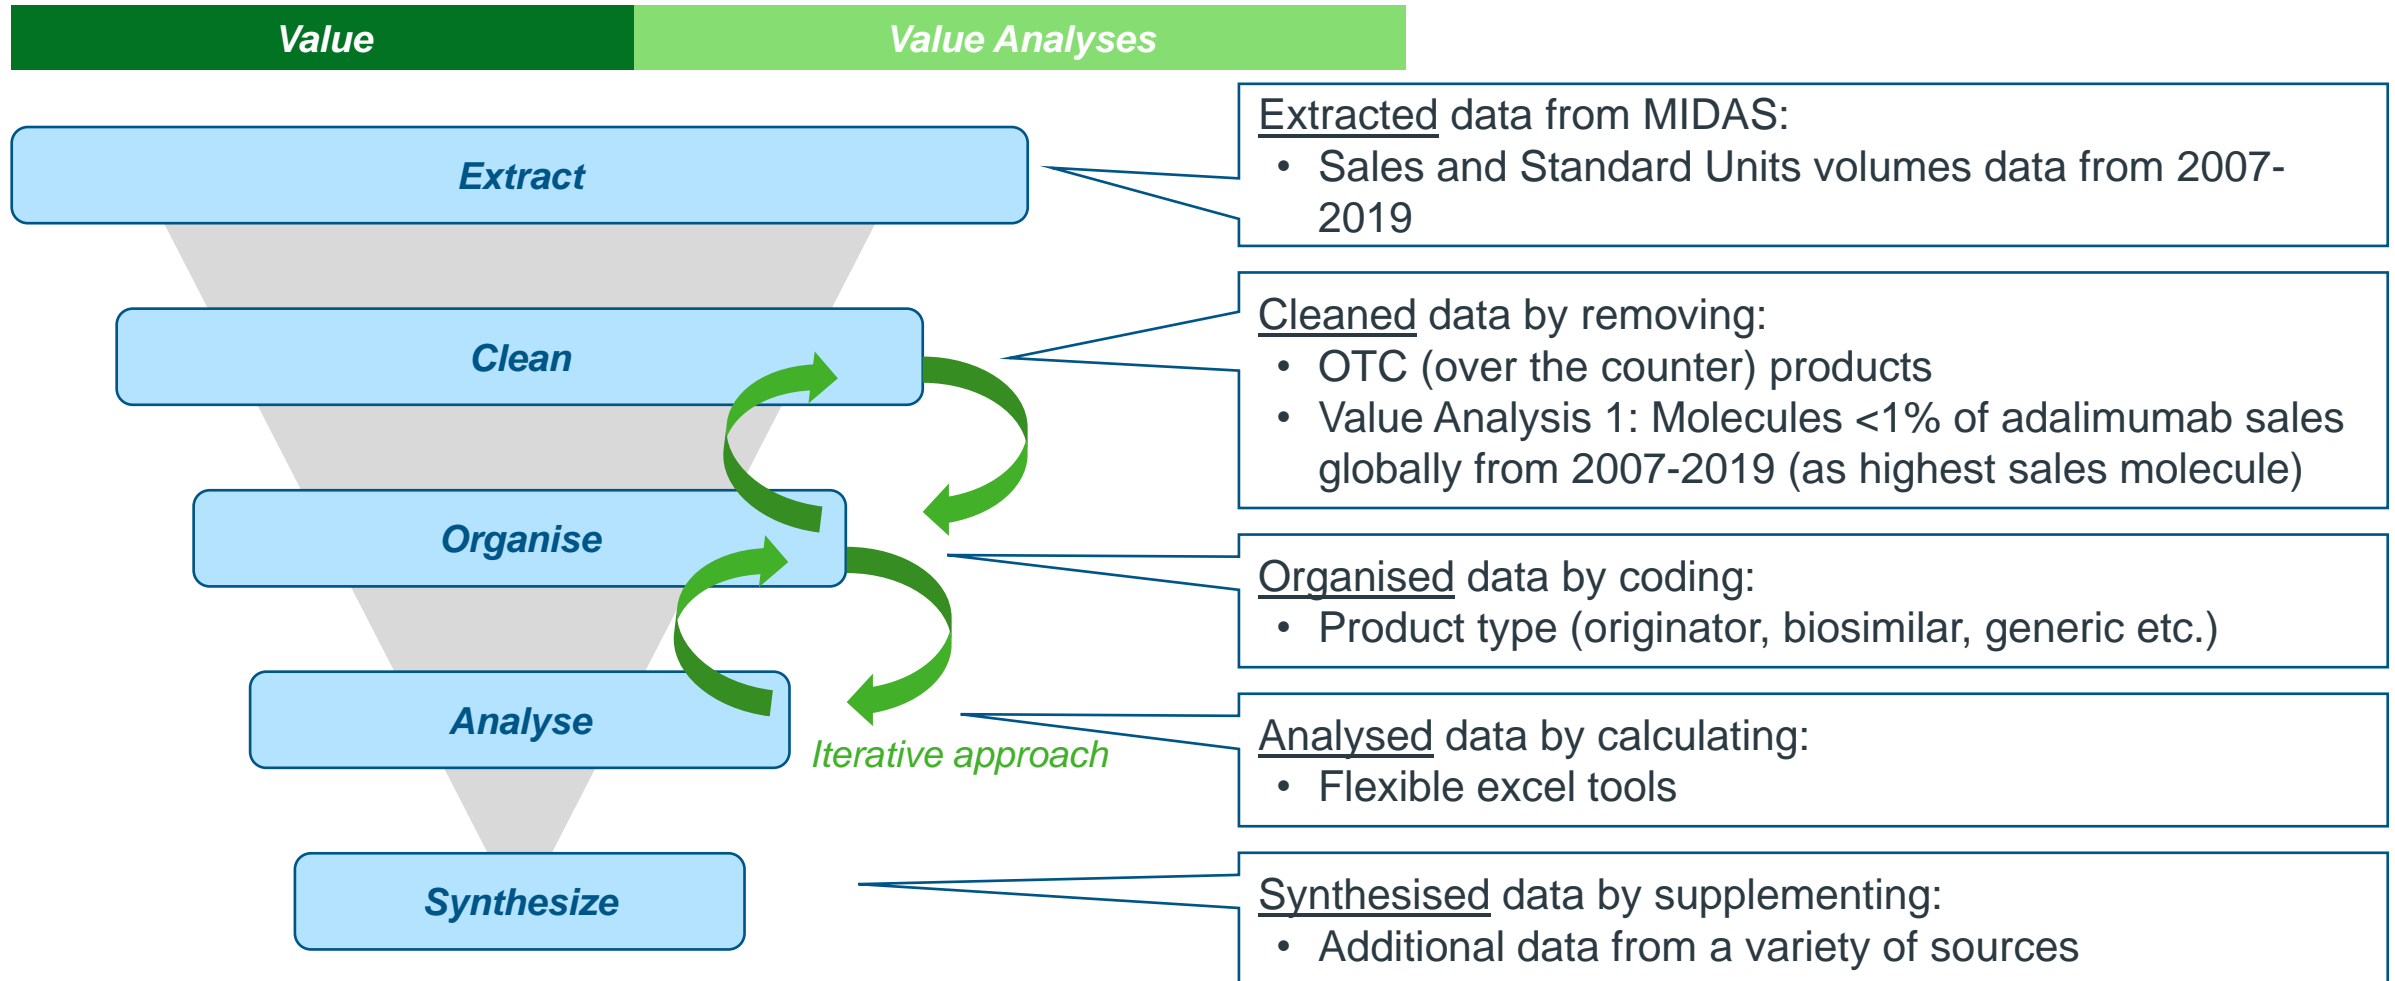 Value
Value Analyses
Extract
Extracted data from MIDAS:
• Sales and Standard Units volumes data from 2007-
2019
Clean
Cleaned data by removing:
• OTC (over the counter) products
• Value Analysis 1: Molecules <1% of adalimumab sales
globally from 2007-2019 (as highest sales molecule)
Organise
Organised data by coding:
• Product type (originator, biosimilar, generic etc.)
Analyse
Iterative approach
Analysed data by calculating:
• Flexible excel tools
Synthesize
Synthesised data by supplementing:
• Additional data from a variety of sources